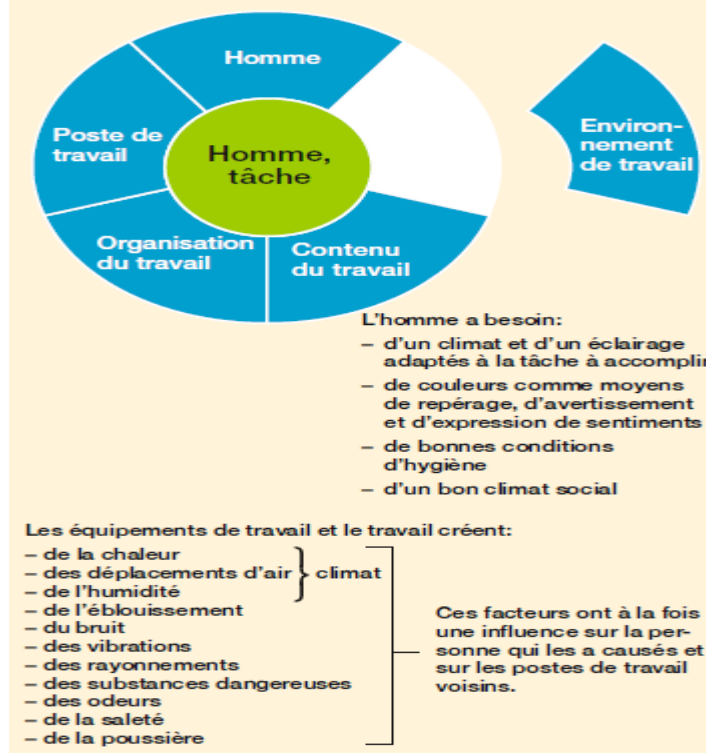 Homme
Poste de
travail
Homme,
tâche
Environ-
nement
de travail
Organisation
du travail
Contenu
du travail
L'homme a besoin:
– d'un climat et d'un éclairage
adaptés à la tâche à accomplir
– de couleurs comme moyens
de repérage, d'avertissement
et d'expression de sentiments
– de bonnes conditions
d'hygiène
– d'un bon climat social
Les équipements de travail et le travail créent:
– de la chaleur
– des déplacements d'air } climat
– de l'humidité
– de l'éblouissement
– du bruit
– des vibrations
– des rayonnements
– des substances dangereuses
– des odeurs
– de la saleté
– de la poussière
Ces facteurs ont à la fois
une influence sur la per-
sonne qui les a causés et
sur les postes de travail
voisins.